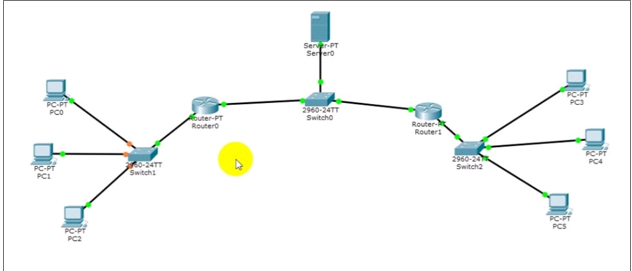 Server-PT
Server0
2960-24TT
Switch0
PC-PT
PC0
Router-PT
Router0
Router-PT
Router1
PC-PT
PC3
PC-PT
PC1
2960-24TT
Switch1
2960-24TT
Switch2
PC-PT
PC4
PC-PT
PC2
PC-PT
PC5